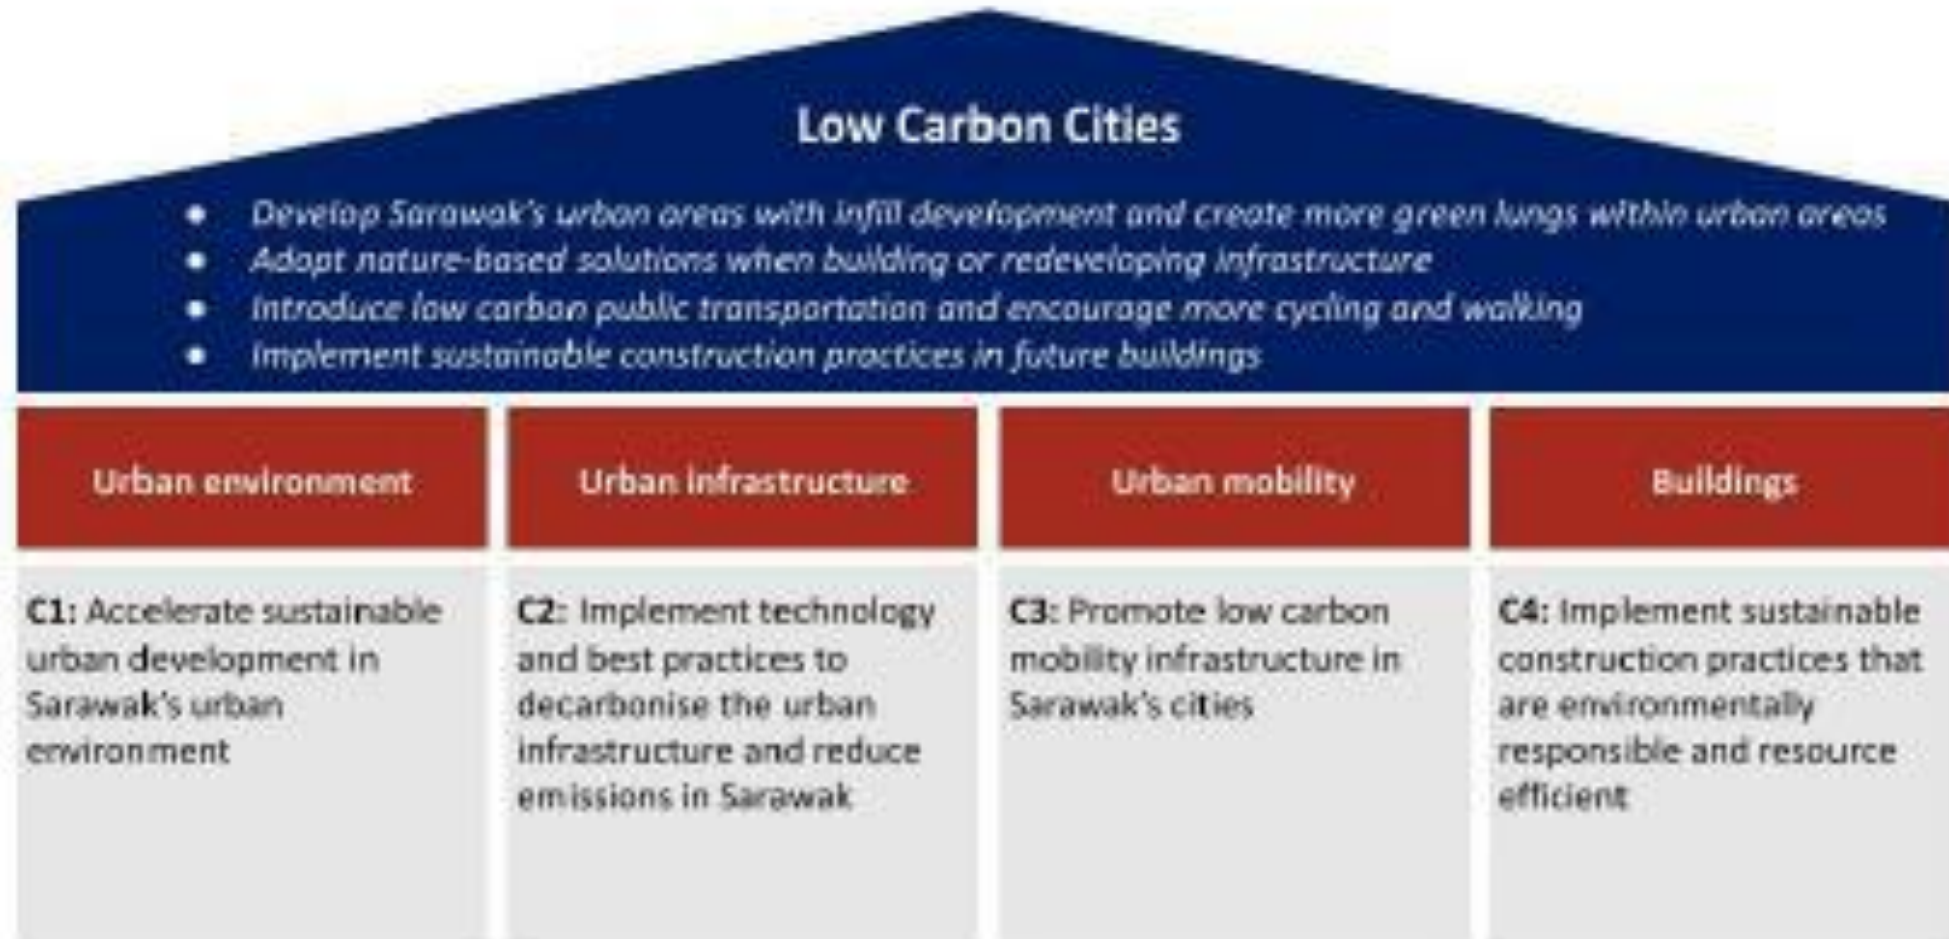 Low Carbon Cities
● Develop Sarawak's urban areas with infill development and create more green lungs within urban areas
● Adopt nature-based solutions when building or redeveloping infrastructure
● Introduce low carbon public transportation and encourage more cycling and walking
● Implement sustainable construction practices in future buildings
Urban environment
Urban infrastructure
Urban mobility
Buildings
C1: Accelerate sustainable
urban development in
Sarawak's urban
environment
C2: Implement technology
and best practices to
decarbonise the urban
infrastructure and reduce
emissions in Sarawak
C3: Promote low carbon
mobility infrastructure in
Sarawak's cities
C4: Implement sustainable
construction practices that
are environmentally
responsible and resource
efficient